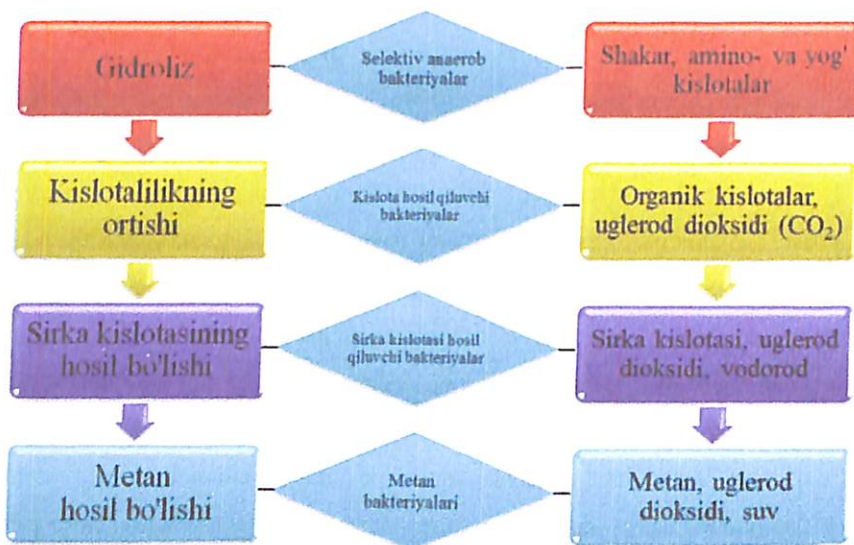 Gidroliz
Selektiv anaerob
bakteriyalar
Shakar, amino- va yog'
kislotalar
Kislotalilikning
ortishi
Kislota hosil qiluvchi
bakteriyalar
Organik kislotalar,
uglerod dioksidi (CO₂)
Sirka kislotasining
hosil bo'lishi
Sirka kislotasi hosil
qiluvchi bakteriyalar
Sirka kislotasi, uglerod
dioksidi, vodorod
Metan
hosil bo'lishi
Metan
bakteriyalari
Metan, uglerod
dioksidi, suv